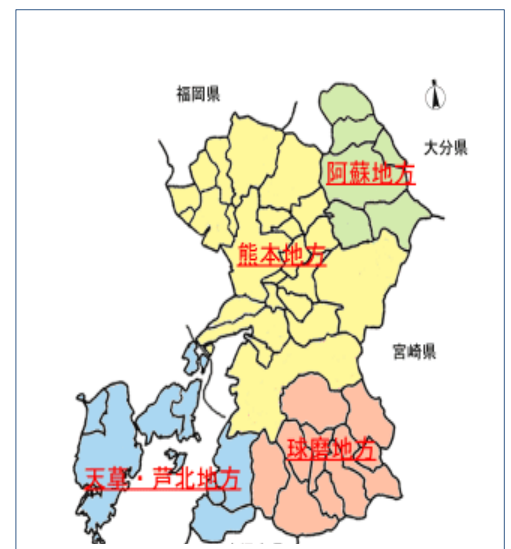 福岡県
大分県
阿蘇地方
熊本地方
宮崎県
球磨地方
天草・芦北地方